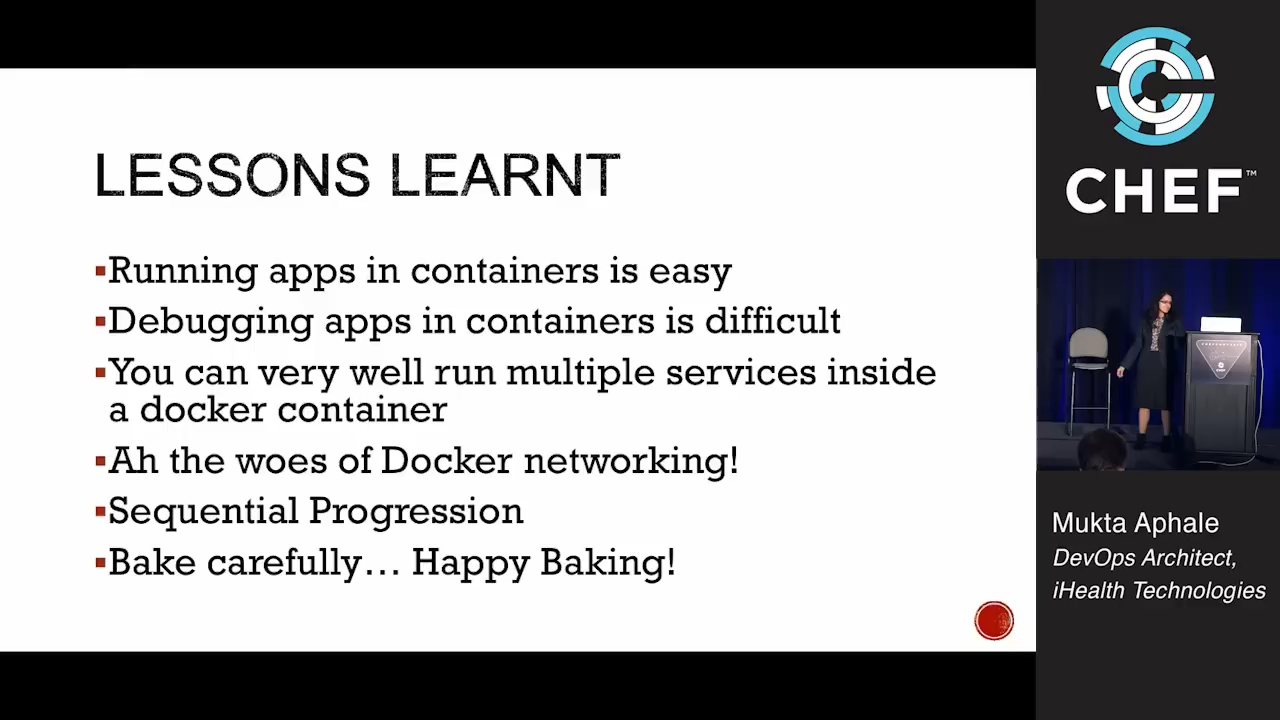 LESSONS LEARNT
▪Running apps in containers is easy
▪Debugging apps in containers is difficult
▪You can very well run multiple services inside
a docker container
▪Ah the woes of Docker networking!
▪Sequential Progression
▪Bake carefully... Happy Baking!
CHEF™
Mukta Aphale
DevOps Architect,
iHealth Technologies